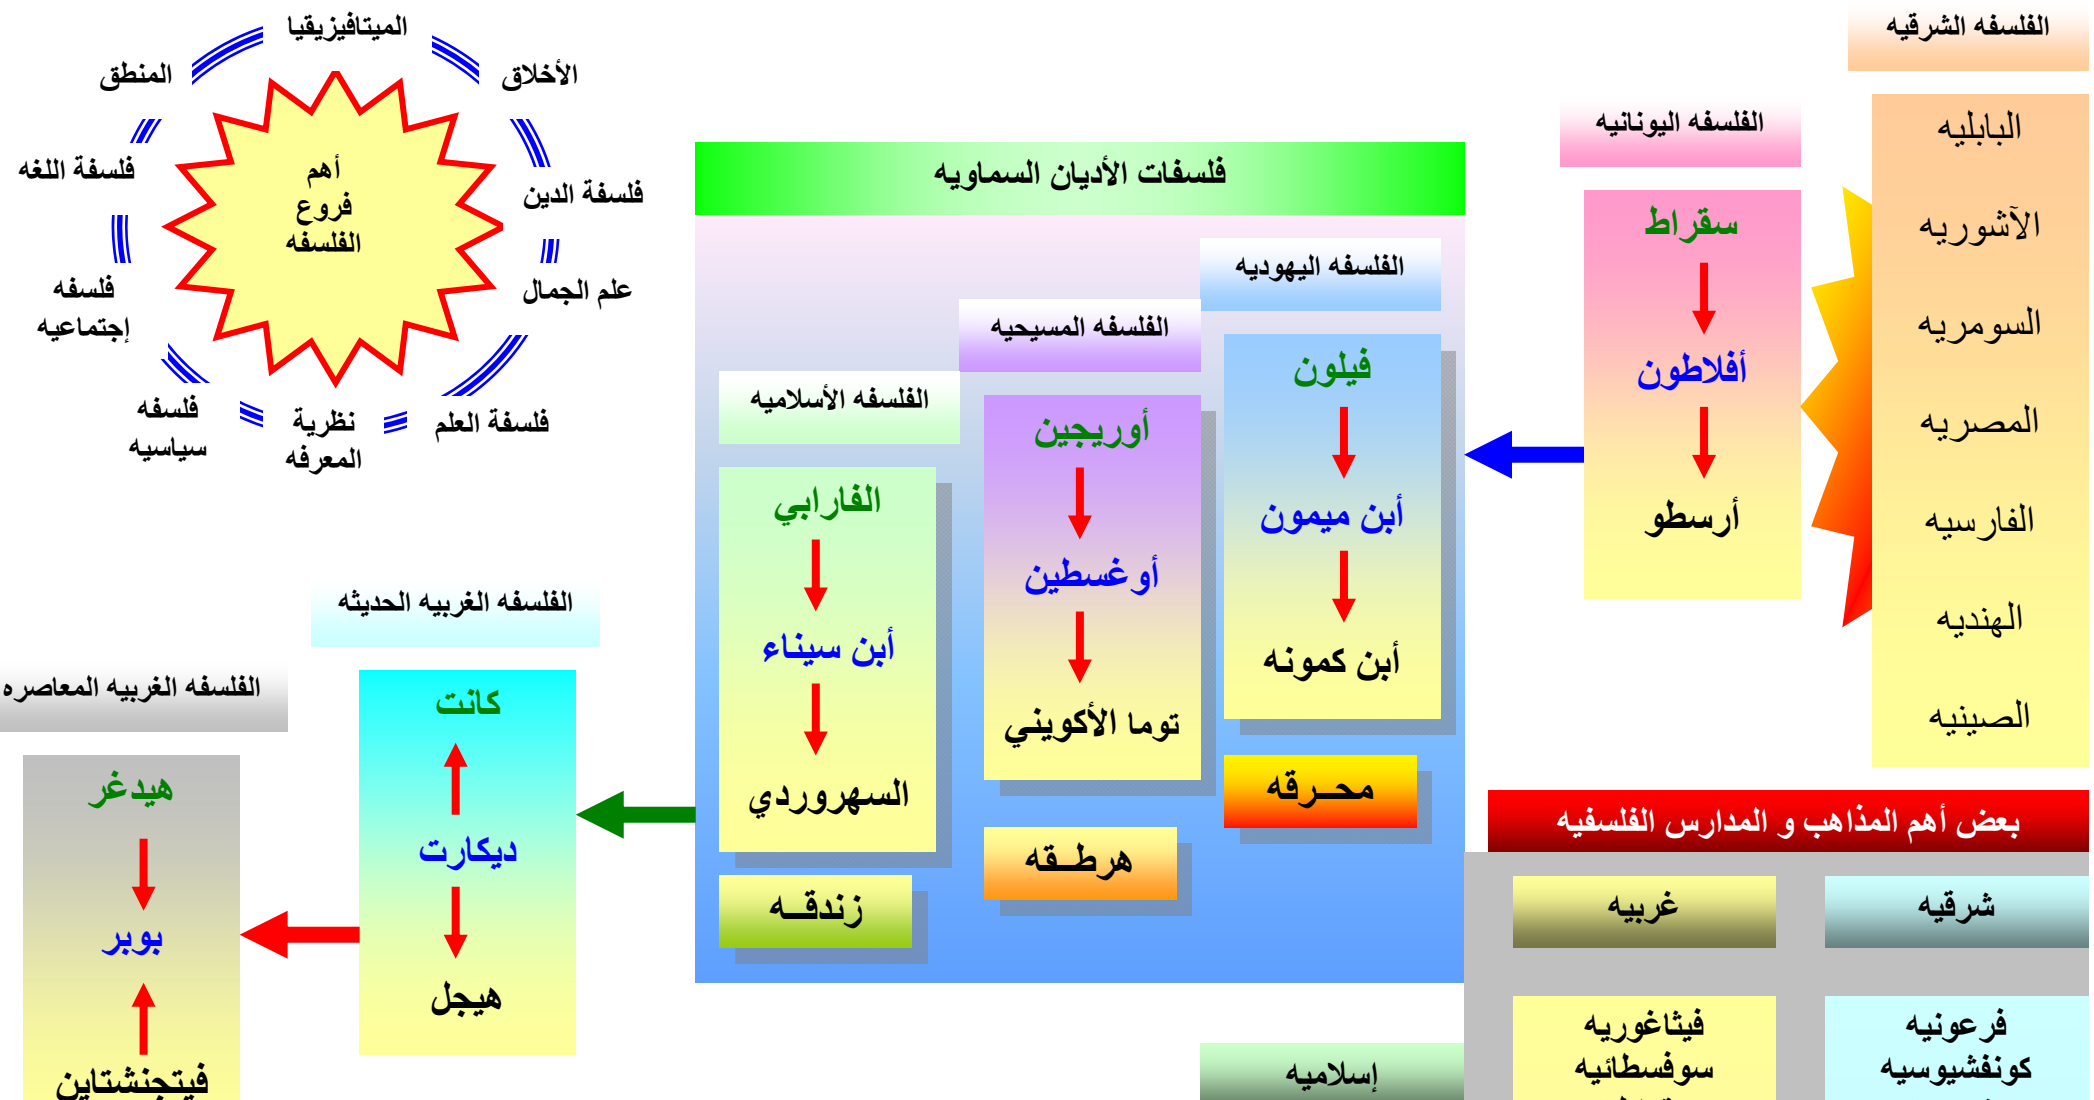 الفلسفه الشرقيه
البابليه
الآشوريه
السومريه
المصريه
الفارسيه
الهنديه
الصينيه
الفلسفه اليونانيه
سقراط
أفلاطون
أرسطو
فلسفات الأديان السماويه
الفلسفه اليهوديه
فيلون
أبن ميمون
أبن كمونه
محــرقه
الفلسفه المسيحيه
أوريجين
أوغسطين
توما الأكويني
هرطــقه
الفلسفه الأسلاميه
الفارابي
أبن سيناء
السهروردي
زندقــه
الميتافيزيقيا
الأخلاق
فلسفة الدين
علم الجمال
فلسفة العلم
نظرية
المعرفه
فلسفه
سياسيه
فلسفه
إجتماعيه
فلسفة اللغه
المنطق
أهم
فروع
الفلسفه
الفلسفه الغربيه الحديثه
كانت
ديكارت
هيجل
الفلسفه الغربيه المعاصره
هيدغر
بوبر
فيتجنشتاين
بعض أهم المذاهب و المدارس الفلسفيه
شرقيه
فرعونيه
كونفشيوسيه
غربيه
فيثاغوريه
سوفسطائيه
إسلاميه